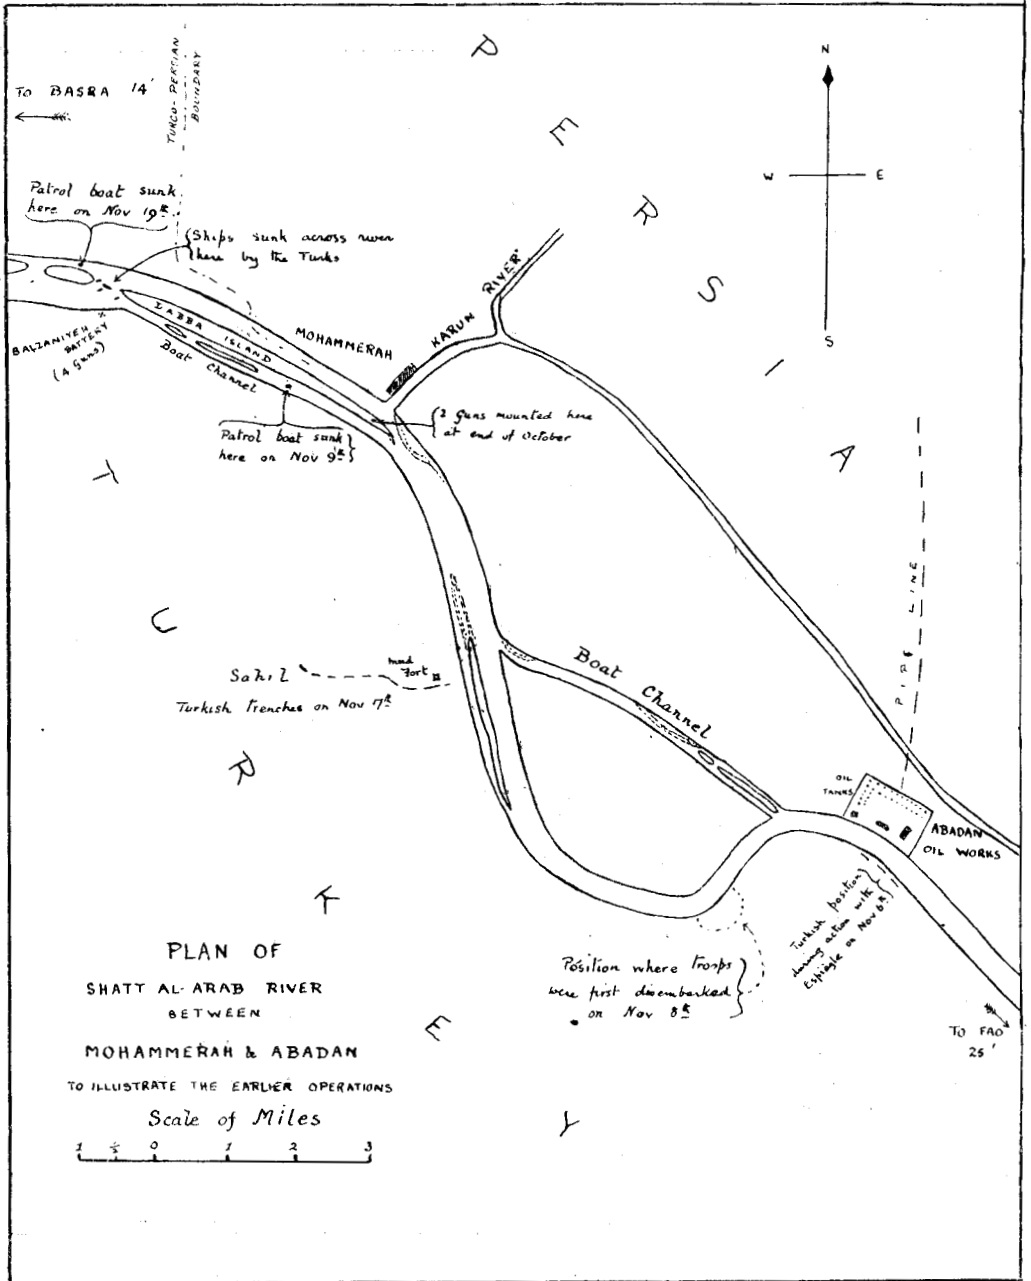 TO BASRA 14'
TURCO-PERSIAN
BOUNDARY
N
W E
S
PERSIA
Patrol boat sunk
here on Nov 19th
Ships sunk across river
here by the Turks
KARUN RIVER
MOHAMMERAH
DABBA ISLAND
BALZANIYEH
BATTERY
(4 Guns)
Boat Channel
2 Guns mounted here
at end of October
Patrol boat sunk
here on Nov 9th
TURKEY
PIPE LINE
Boat Channel
Sahil
mud
Fort
Turkish trenches on Nov 7th
OIL
TANKS
ABADAN
OIL WORKS
Turkish position
during action with
Espiegle on Nov 6th
Position where troops
were first disembarked
on Nov 8th
TO FAO
25'
PLAN OF
SHATT AL-ARAB RIVER
BETWEEN
MOHAMMERAH & ABADAN
TO ILLUSTRATE THE EARLIER OPERATIONS
Scale of Miles
1 ½ 0 1 2 3